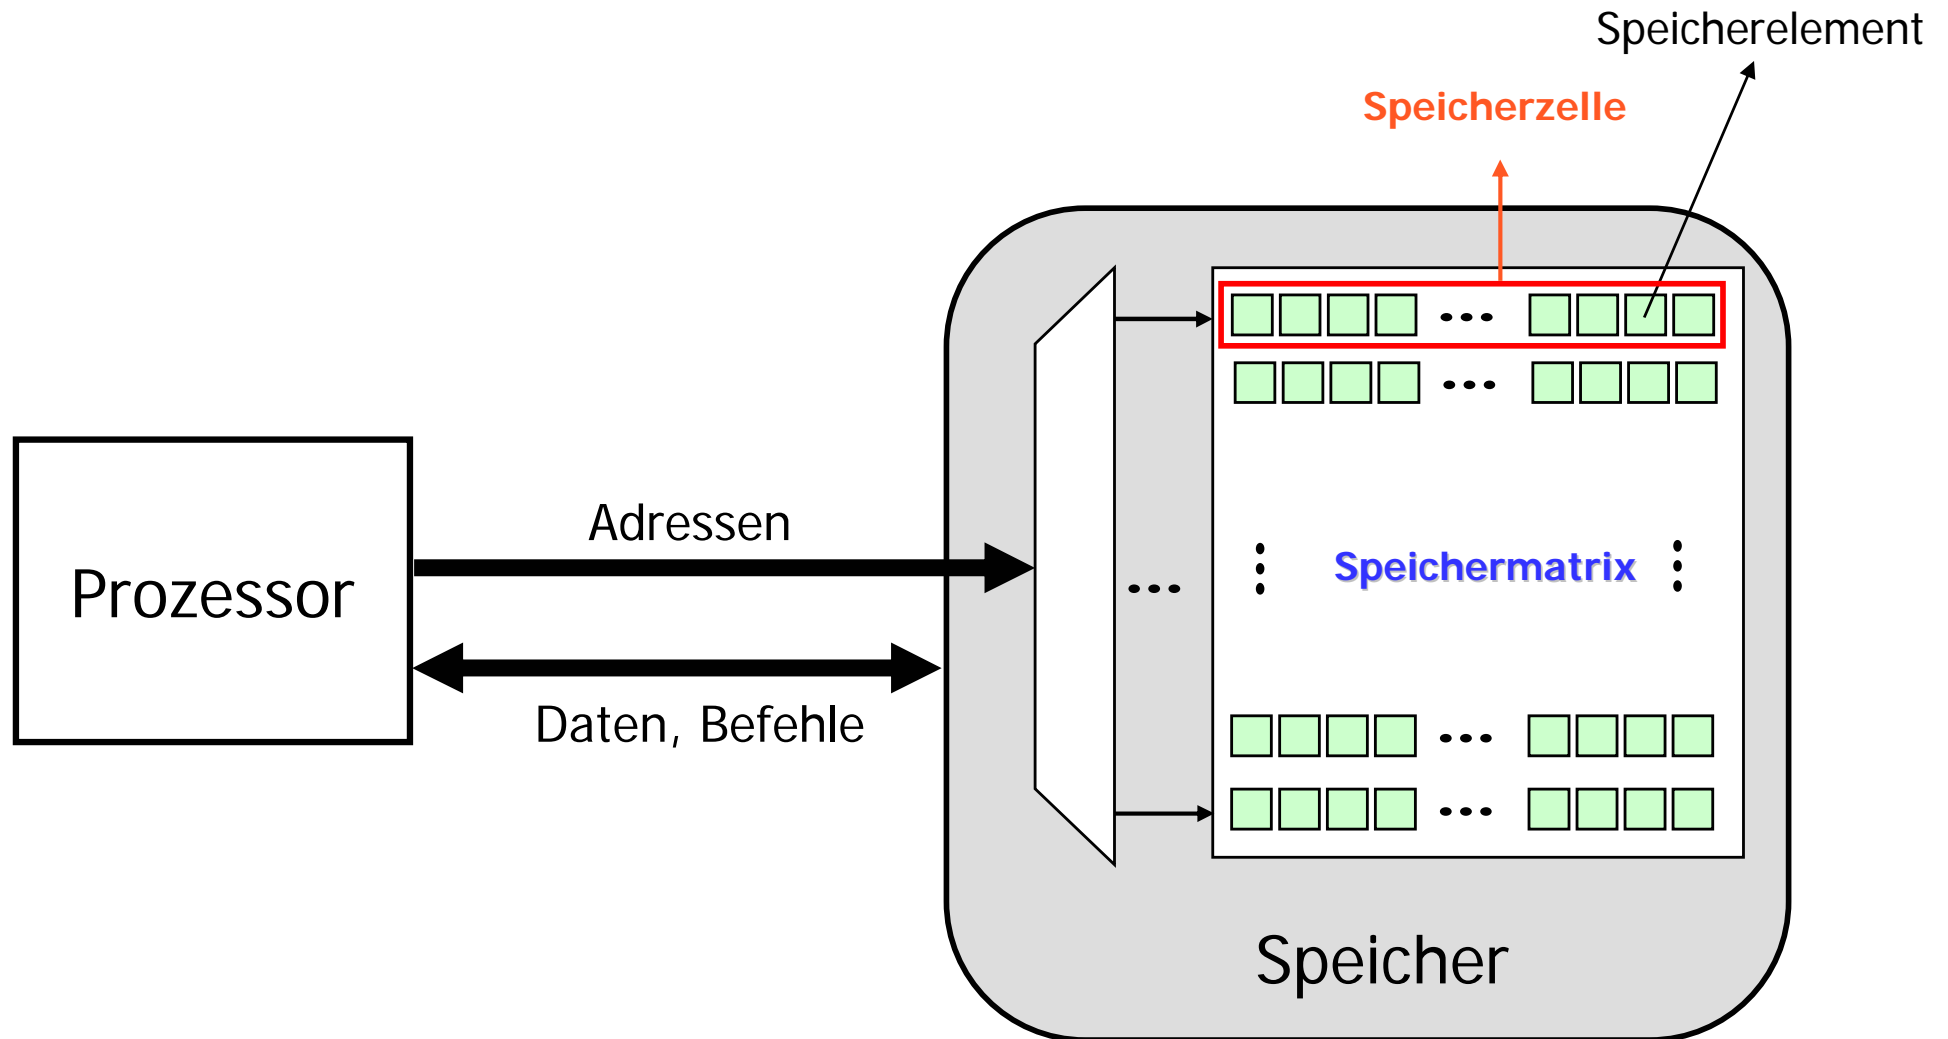 Speicherelement
Speicherzelle
Adressen
Prozessor
Speichermatrix
Daten, Befehle
Speicher